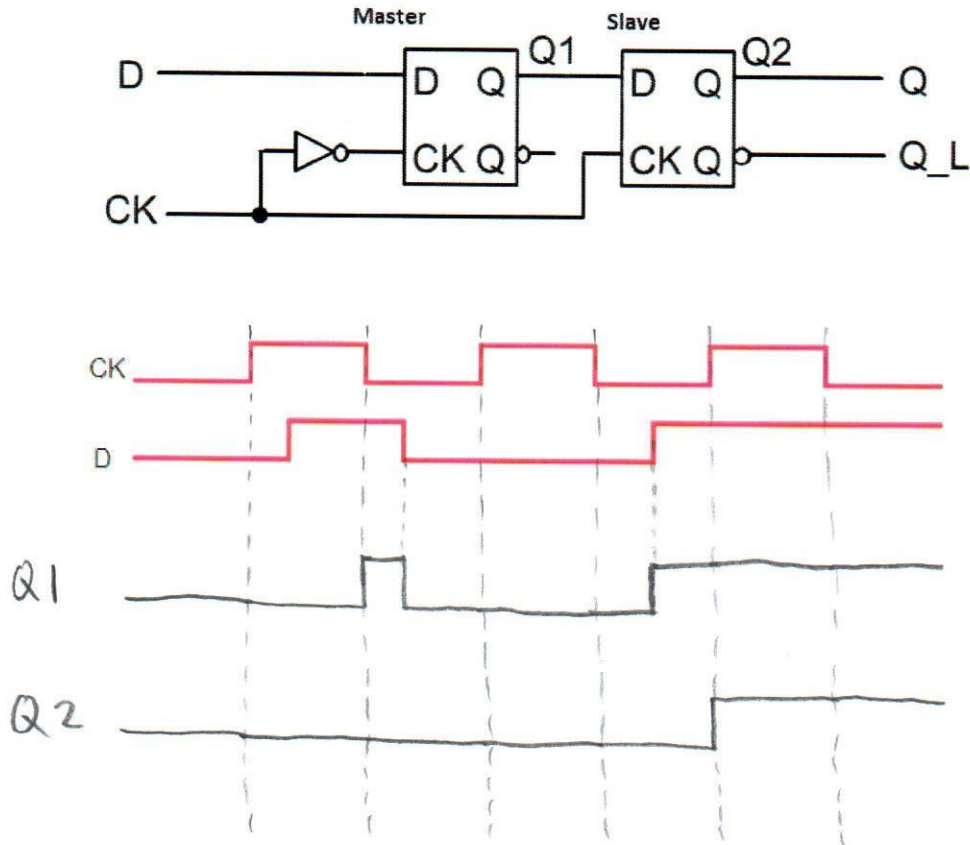 Master Slave
Q1 Q2
D D Q D Q Q
CK Q CK Q Q_L
CK
CK
D
Q1
Q2